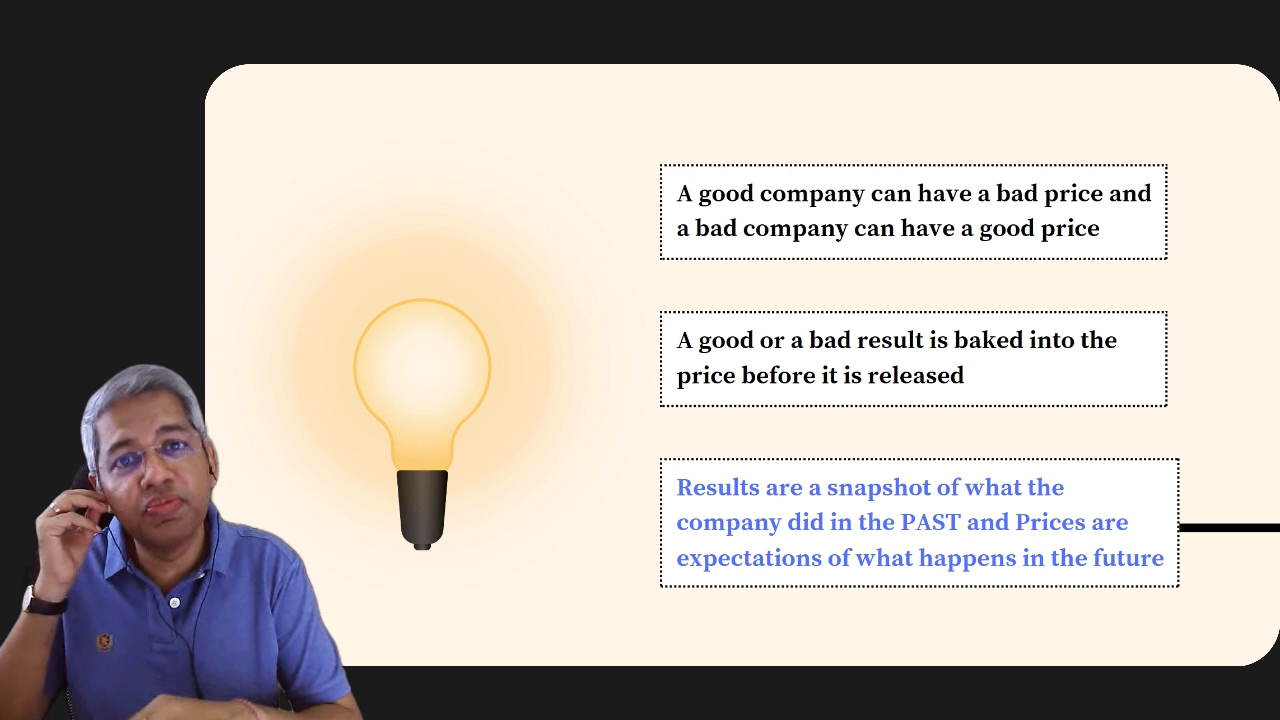 A good company can have a bad price and
a bad company can have a good price
A good or a bad result is baked into the
price before it is released
Results are a snapshot of what the
company did in the PAST and Prices are
expectations of what happens in the future